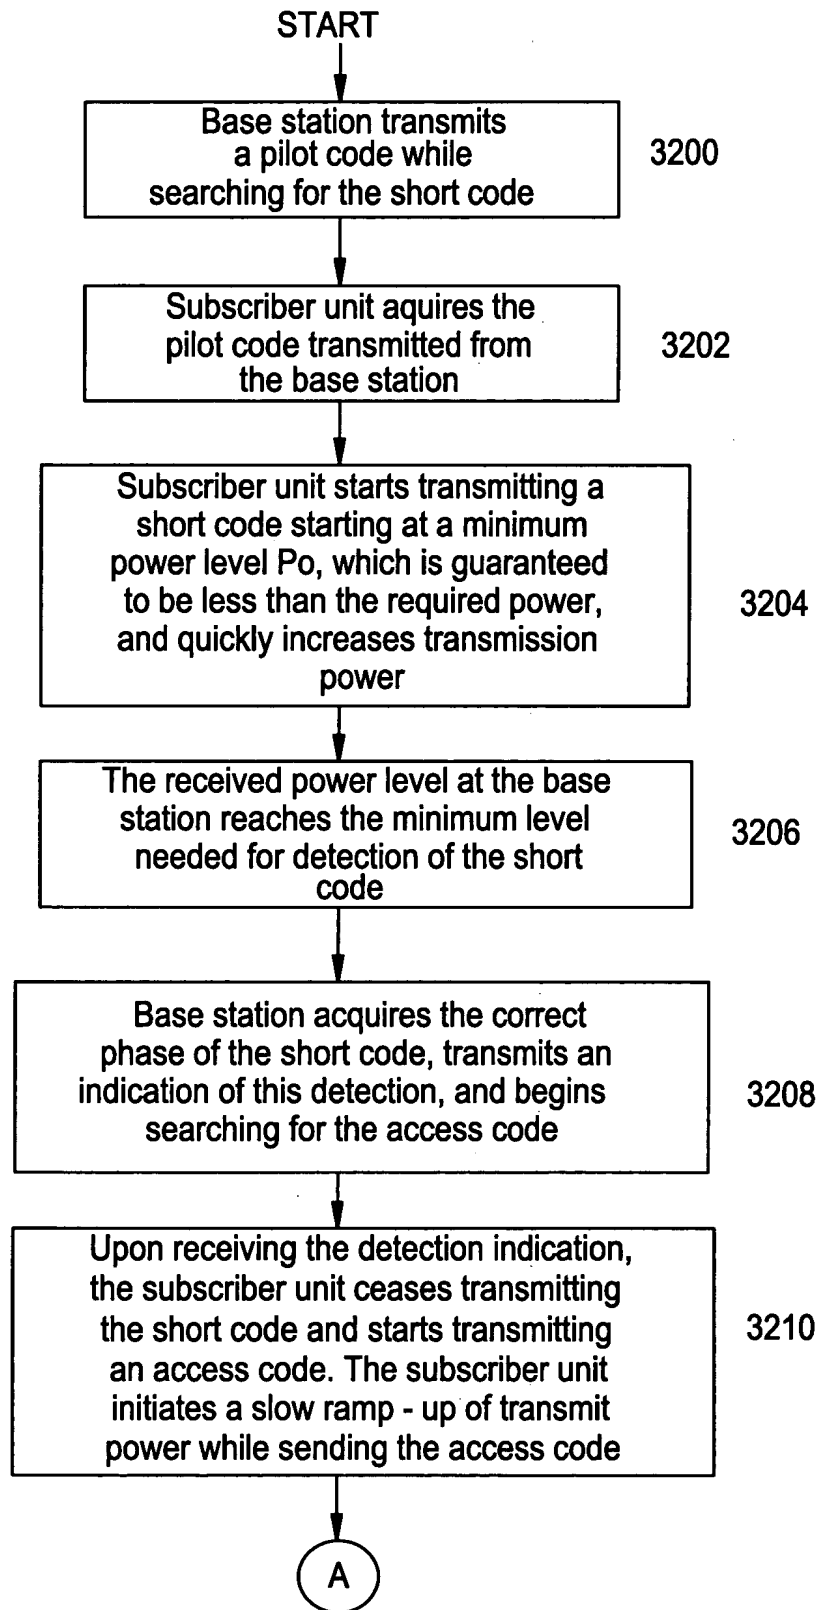 START
Base station transmits
a pilot code while
searching for the short code
3200
Subscriber unit aquires the
pilot code transmitted from
the base station
3202
Subscriber unit starts transmitting a
short code starting at a minimum
power level Po, which is guaranteed
to be less than the required power,
and quickly increases transmission
power
3204
The received power level at the base
station reaches the minimum level
needed for detection of the short
code
3206
Base station acquires the correct
phase of the short code, transmits an
indication of this detection, and begins
searching for the access code
3208
Upon receiving the detection indication,
the subscriber unit ceases transmitting
the short code and starts transmitting
an access code. The subscriber unit
initiates a slow ramp - up of transmit
power while sending the access code
3210
A